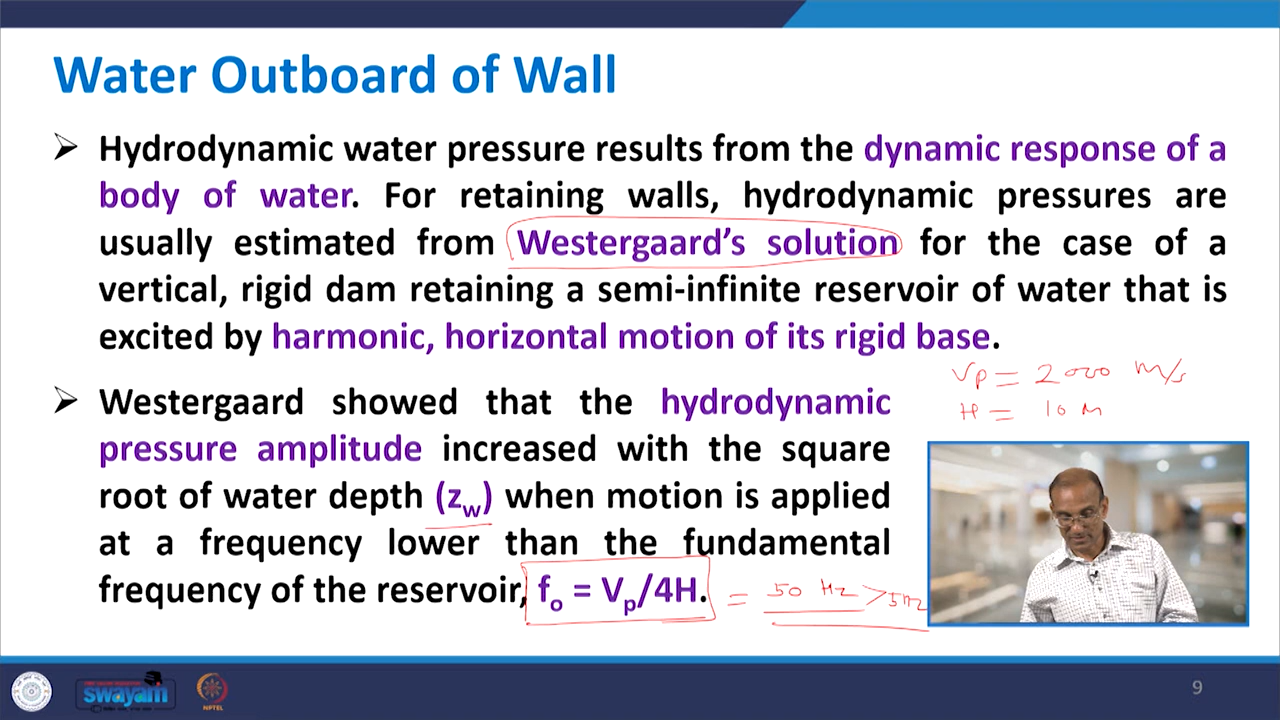 Water Outboard of Wall
➢ Hydrodynamic water pressure results from the dynamic response of a
body of water. For retaining walls, hydrodynamic pressures are
usually estimated from Westergaard's solution for the case of a
vertical, rigid dam retaining a semi-infinite reservoir of water that is
excited by harmonic, horizontal motion of its rigid base.
Vp = 2000 m/s
H = 10 m
➢ Westergaard showed that the hydrodynamic
pressure amplitude increased with the square
root of water depth (zw) when motion is applied
at a frequency lower than the fundamental
frequency of the reservoir, fo = Vp/4H. = 50 Hz > 5Hz
swayam
NPTEL
9